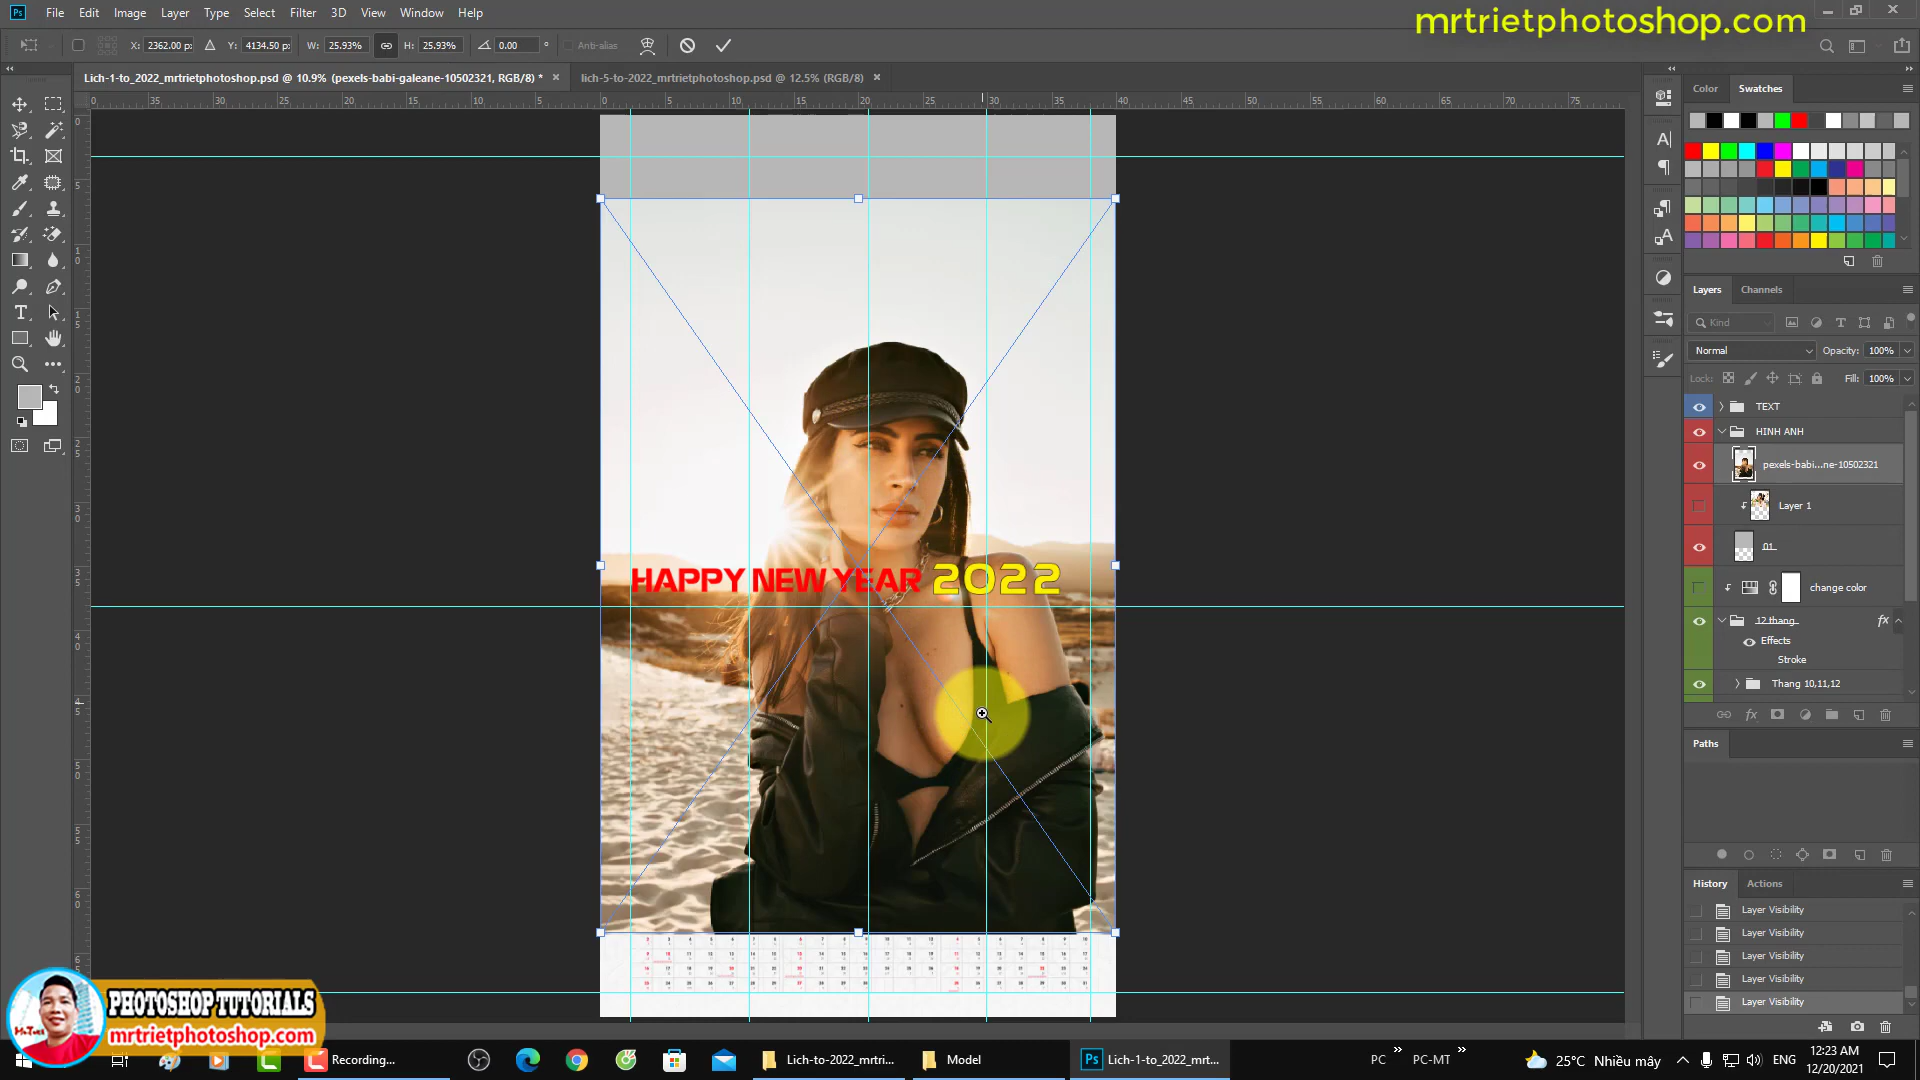 File Edit Image Layer Type Select Filter 3D View Window Help
mrtrietphotoshop.com
X: 2362.00 px Y: 4134.50 px W: 25.93% H: 25.93% 0.00 ° Anti-alias
Lich-1-to_2022_mrtrietphotoshop.psd @ 10.9% (pexels-babi-galeane-10502321, RGB/8) * lich-5-to-2022_mrtrietphotoshop.psd @ 12.5% (RGB/8)
Color Swatches
Layers Channels
Kind
Normal Opacity: 100%
Lock: Fill: 100%
TEXT
HINH ANH
pexels-babi...ne-10502321
Layer 1
01
change color
12 thang fx
Effects
Stroke
Thang 10,11,12
Paths
History Actions
Layer Visibility
Layer Visibility
Layer Visibility
Layer Visibility
Layer Visibility
HAPPY NEW YEAR 2022
PHOTOSHOP TUTORIALS
mrtrietphotoshop.com
Recording...
Lich-to-2022_mrtri...
Model
Lich-1-to_2022_mrt...
PC PC-MT
25°C Nhiều mây
ENG
12:23 AM
12/20/2021